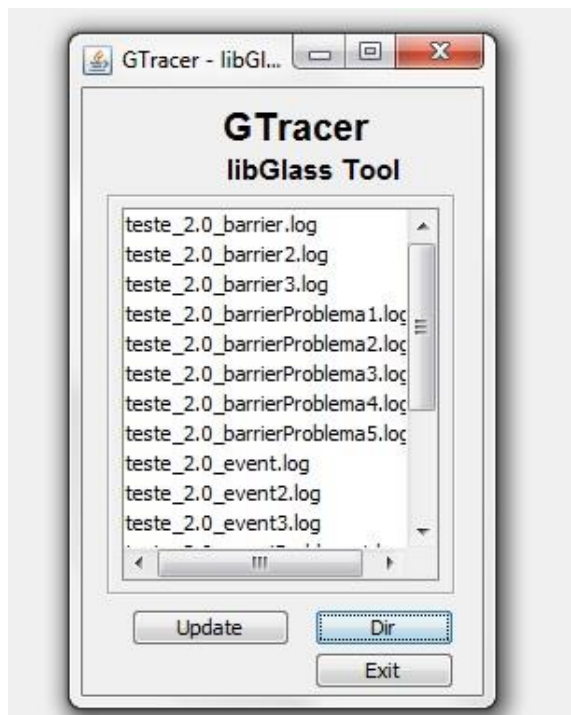 GTracer - libGl...
GTracer
libGlass Tool
teste_2.0_barrier.log
teste_2.0_barrier2.log
teste_2.0_barrier3.log
teste_2.0_barrierProblema1.log
teste_2.0_barrierProblema2.log
teste_2.0_barrierProblema3.log
teste_2.0_barrierProblema4.log
teste_2.0_barrierProblema5.log
teste_2.0_event.log
teste_2.0_event2.log
teste_2.0_event3.log
Update
Dir
Exit